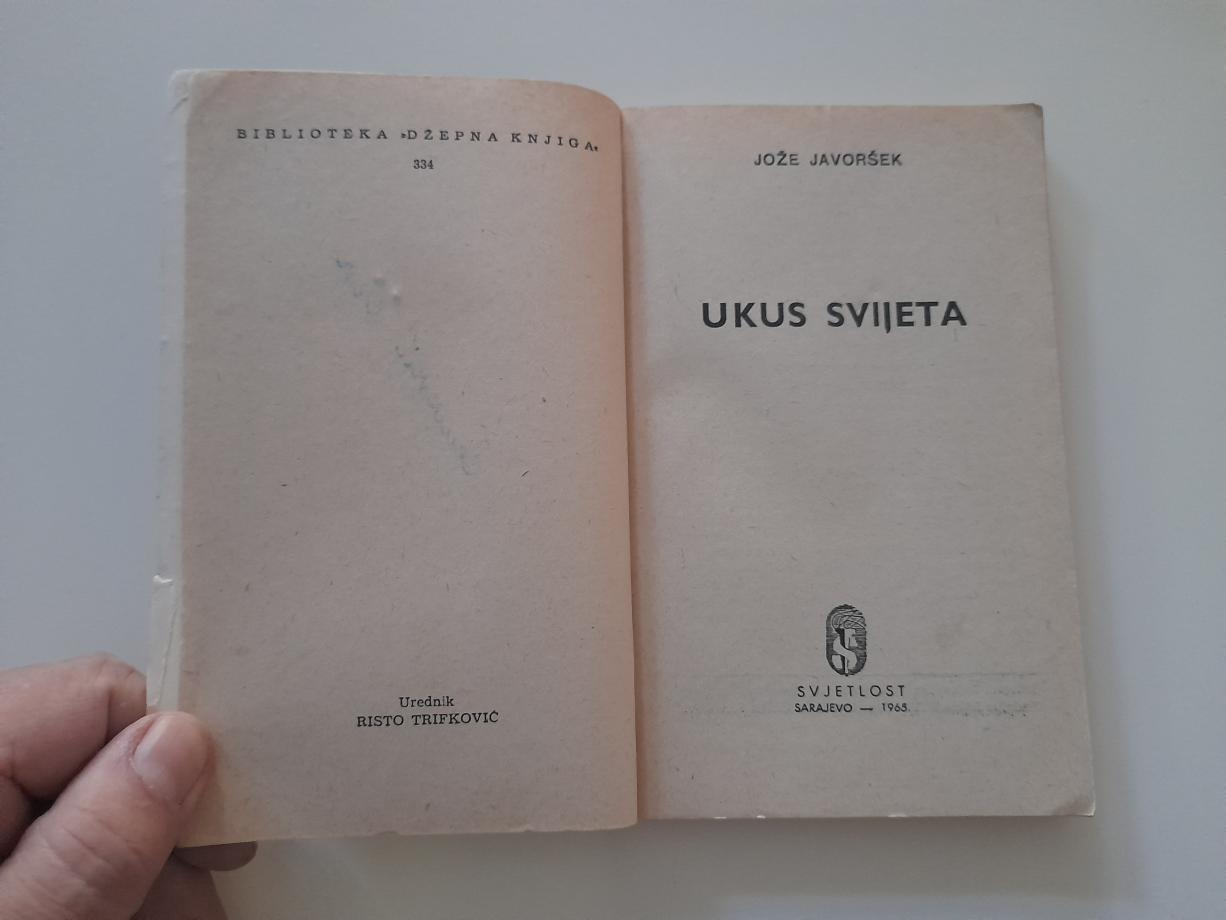 BIBLIOTEKA »DŽEPNA KNJIGA«
334
Urednik
RISTO TRIFKOVIĆ
JOŽE JAVORŠEK
UKUS SVIJETA
SVJETLOST
SARAJEVO — 1965.